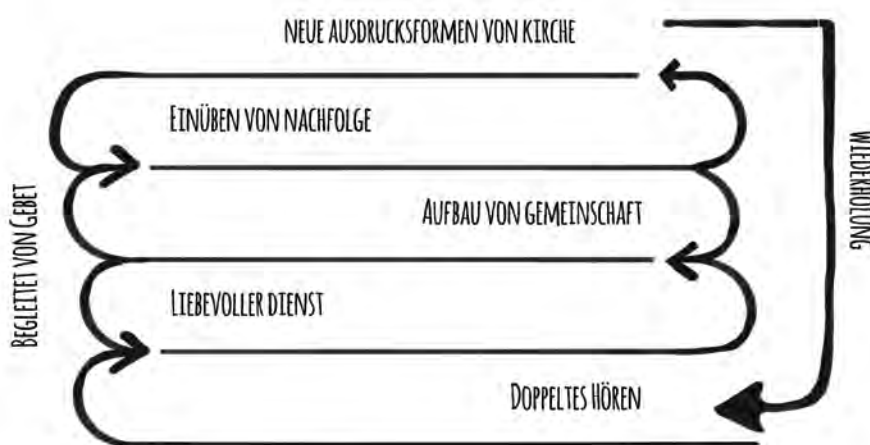 NEUE AUSDRUCKSFORMEN VON KIRCHE
EINÜBEN VON NACHFOLGE
AUFBAU VON GEMEINSCHAFT
LIEBEVOLLER DIENST
DOPPELTES HÖREN
BEGLEITET VON GEBET
WIEDERHOLUNG